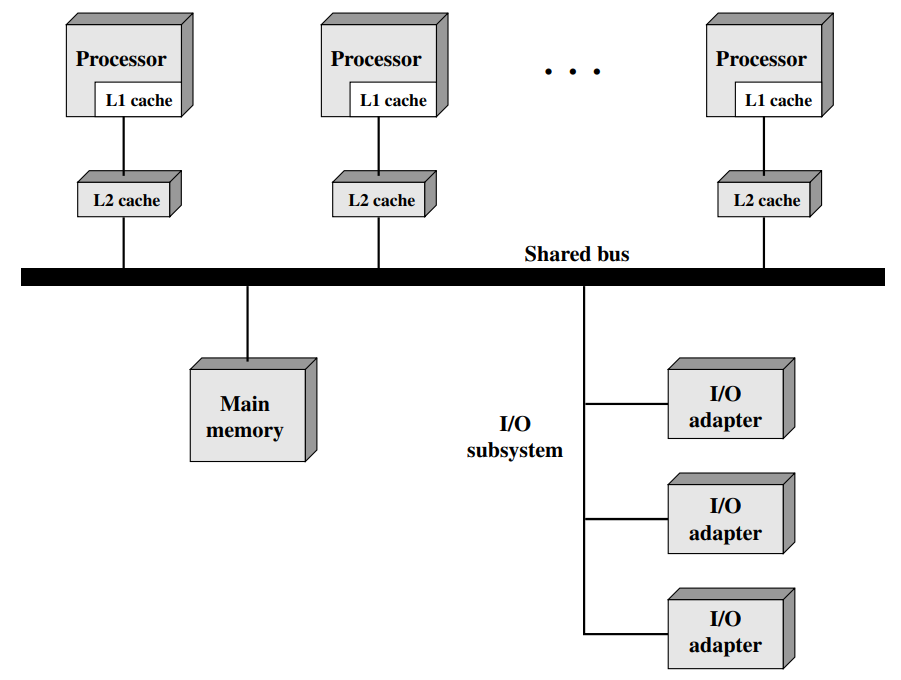 Processor
L1 cache
Processor
L1 cache
. . .
Processor
L1 cache
L2 cache
L2 cache
L2 cache
Shared bus
Main
memory
I/O
subsystem
I/O
adapter
I/O
adapter
I/O
adapter